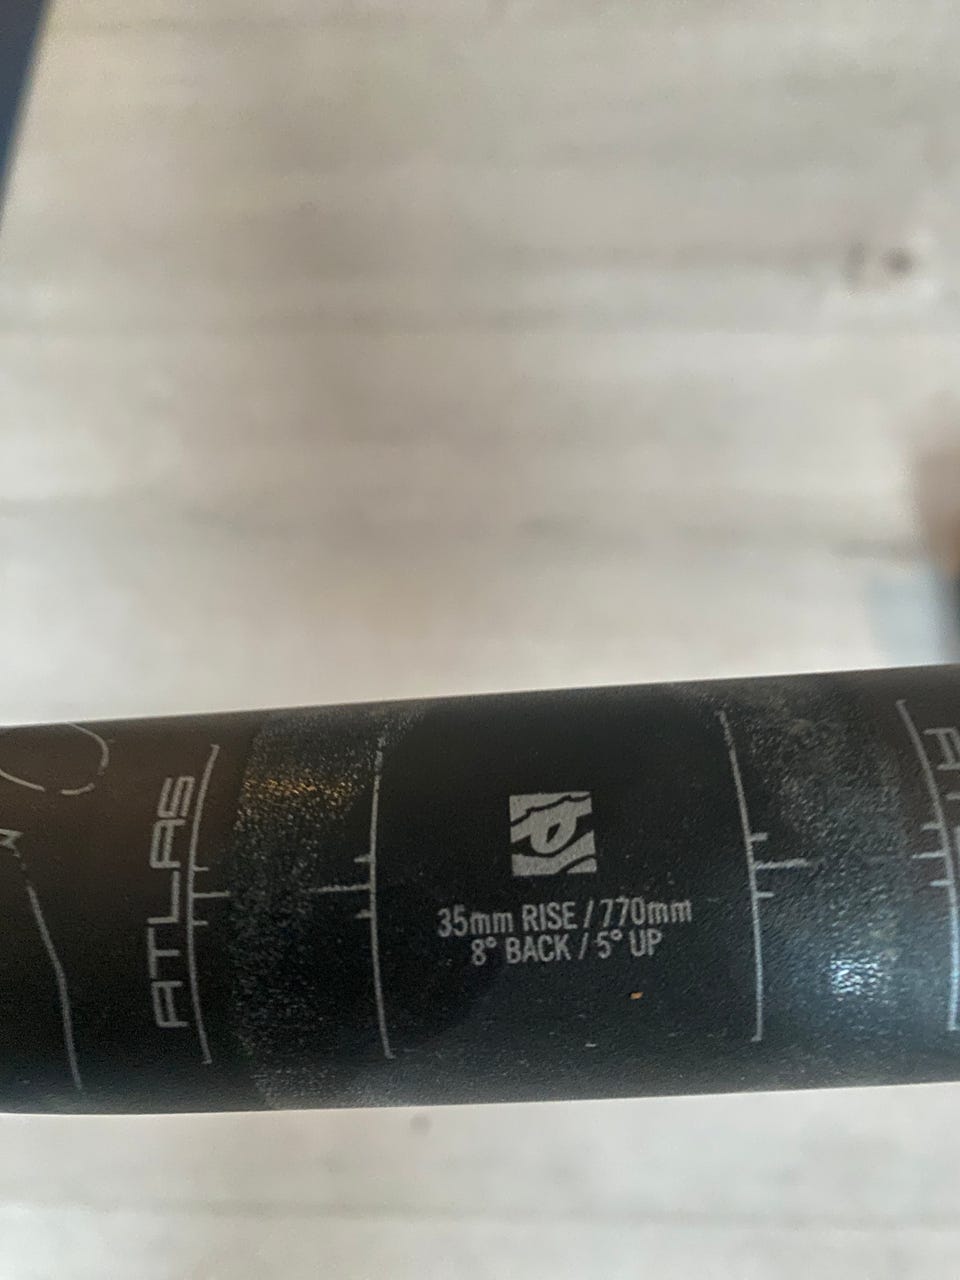 ATLAS
35mm RISE / 770mm
8° BACK / 5° UP